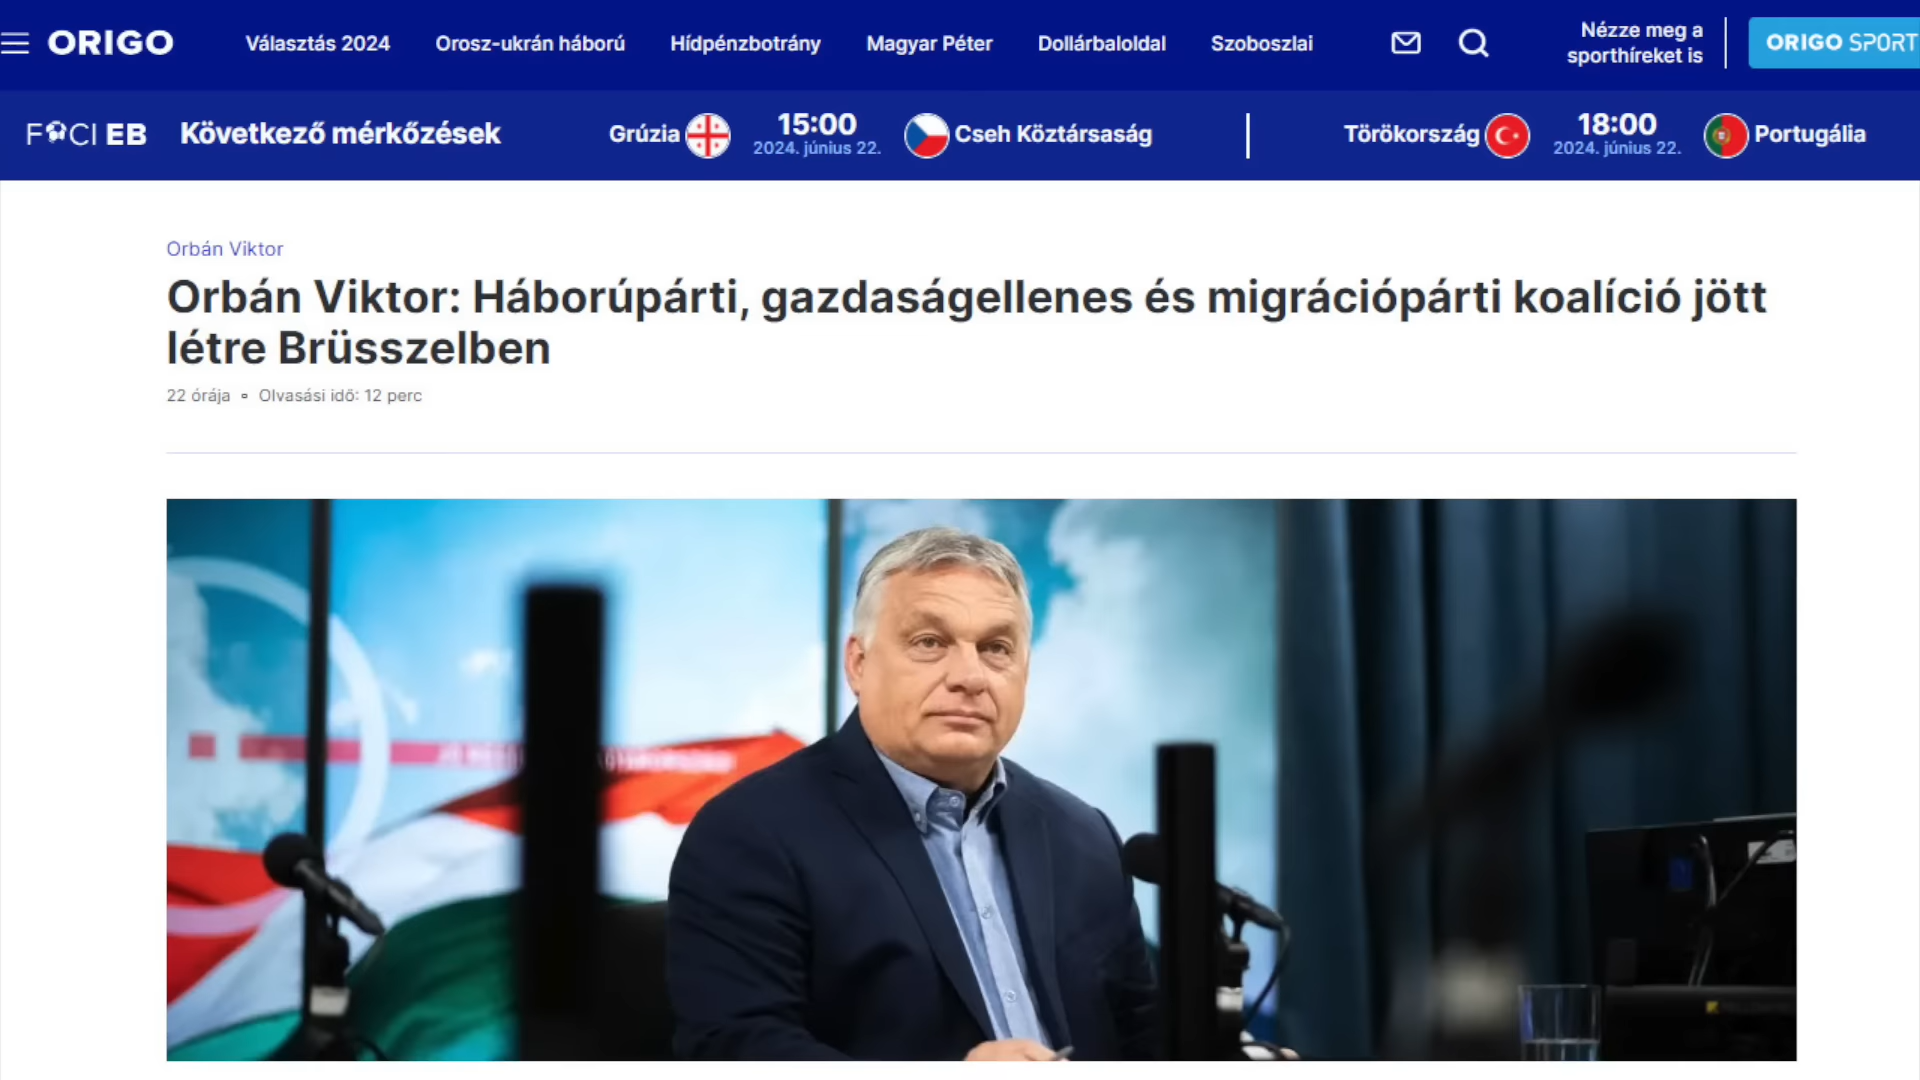 ORIGO
Választás 2024
Orosz-ukrán háború
Hídpénzbotrány
Magyar Péter
Dollárbaloldal
Szoboszlai
Nézze meg a
sporthíreket is
ORIGO SPORT
FOCI EB
Következő mérkőzések
Grúzia
15:00
2024. június 22.
Cseh Köztársaság
Törökország
18:00
2024. június 22.
Portugália
Orbán Viktor
Orbán Viktor: Háborúpárti, gazdaságellenes és migrációpárti koalíció jött
létre Brüsszelben
22 órája
Olvasási idő: 12 perc